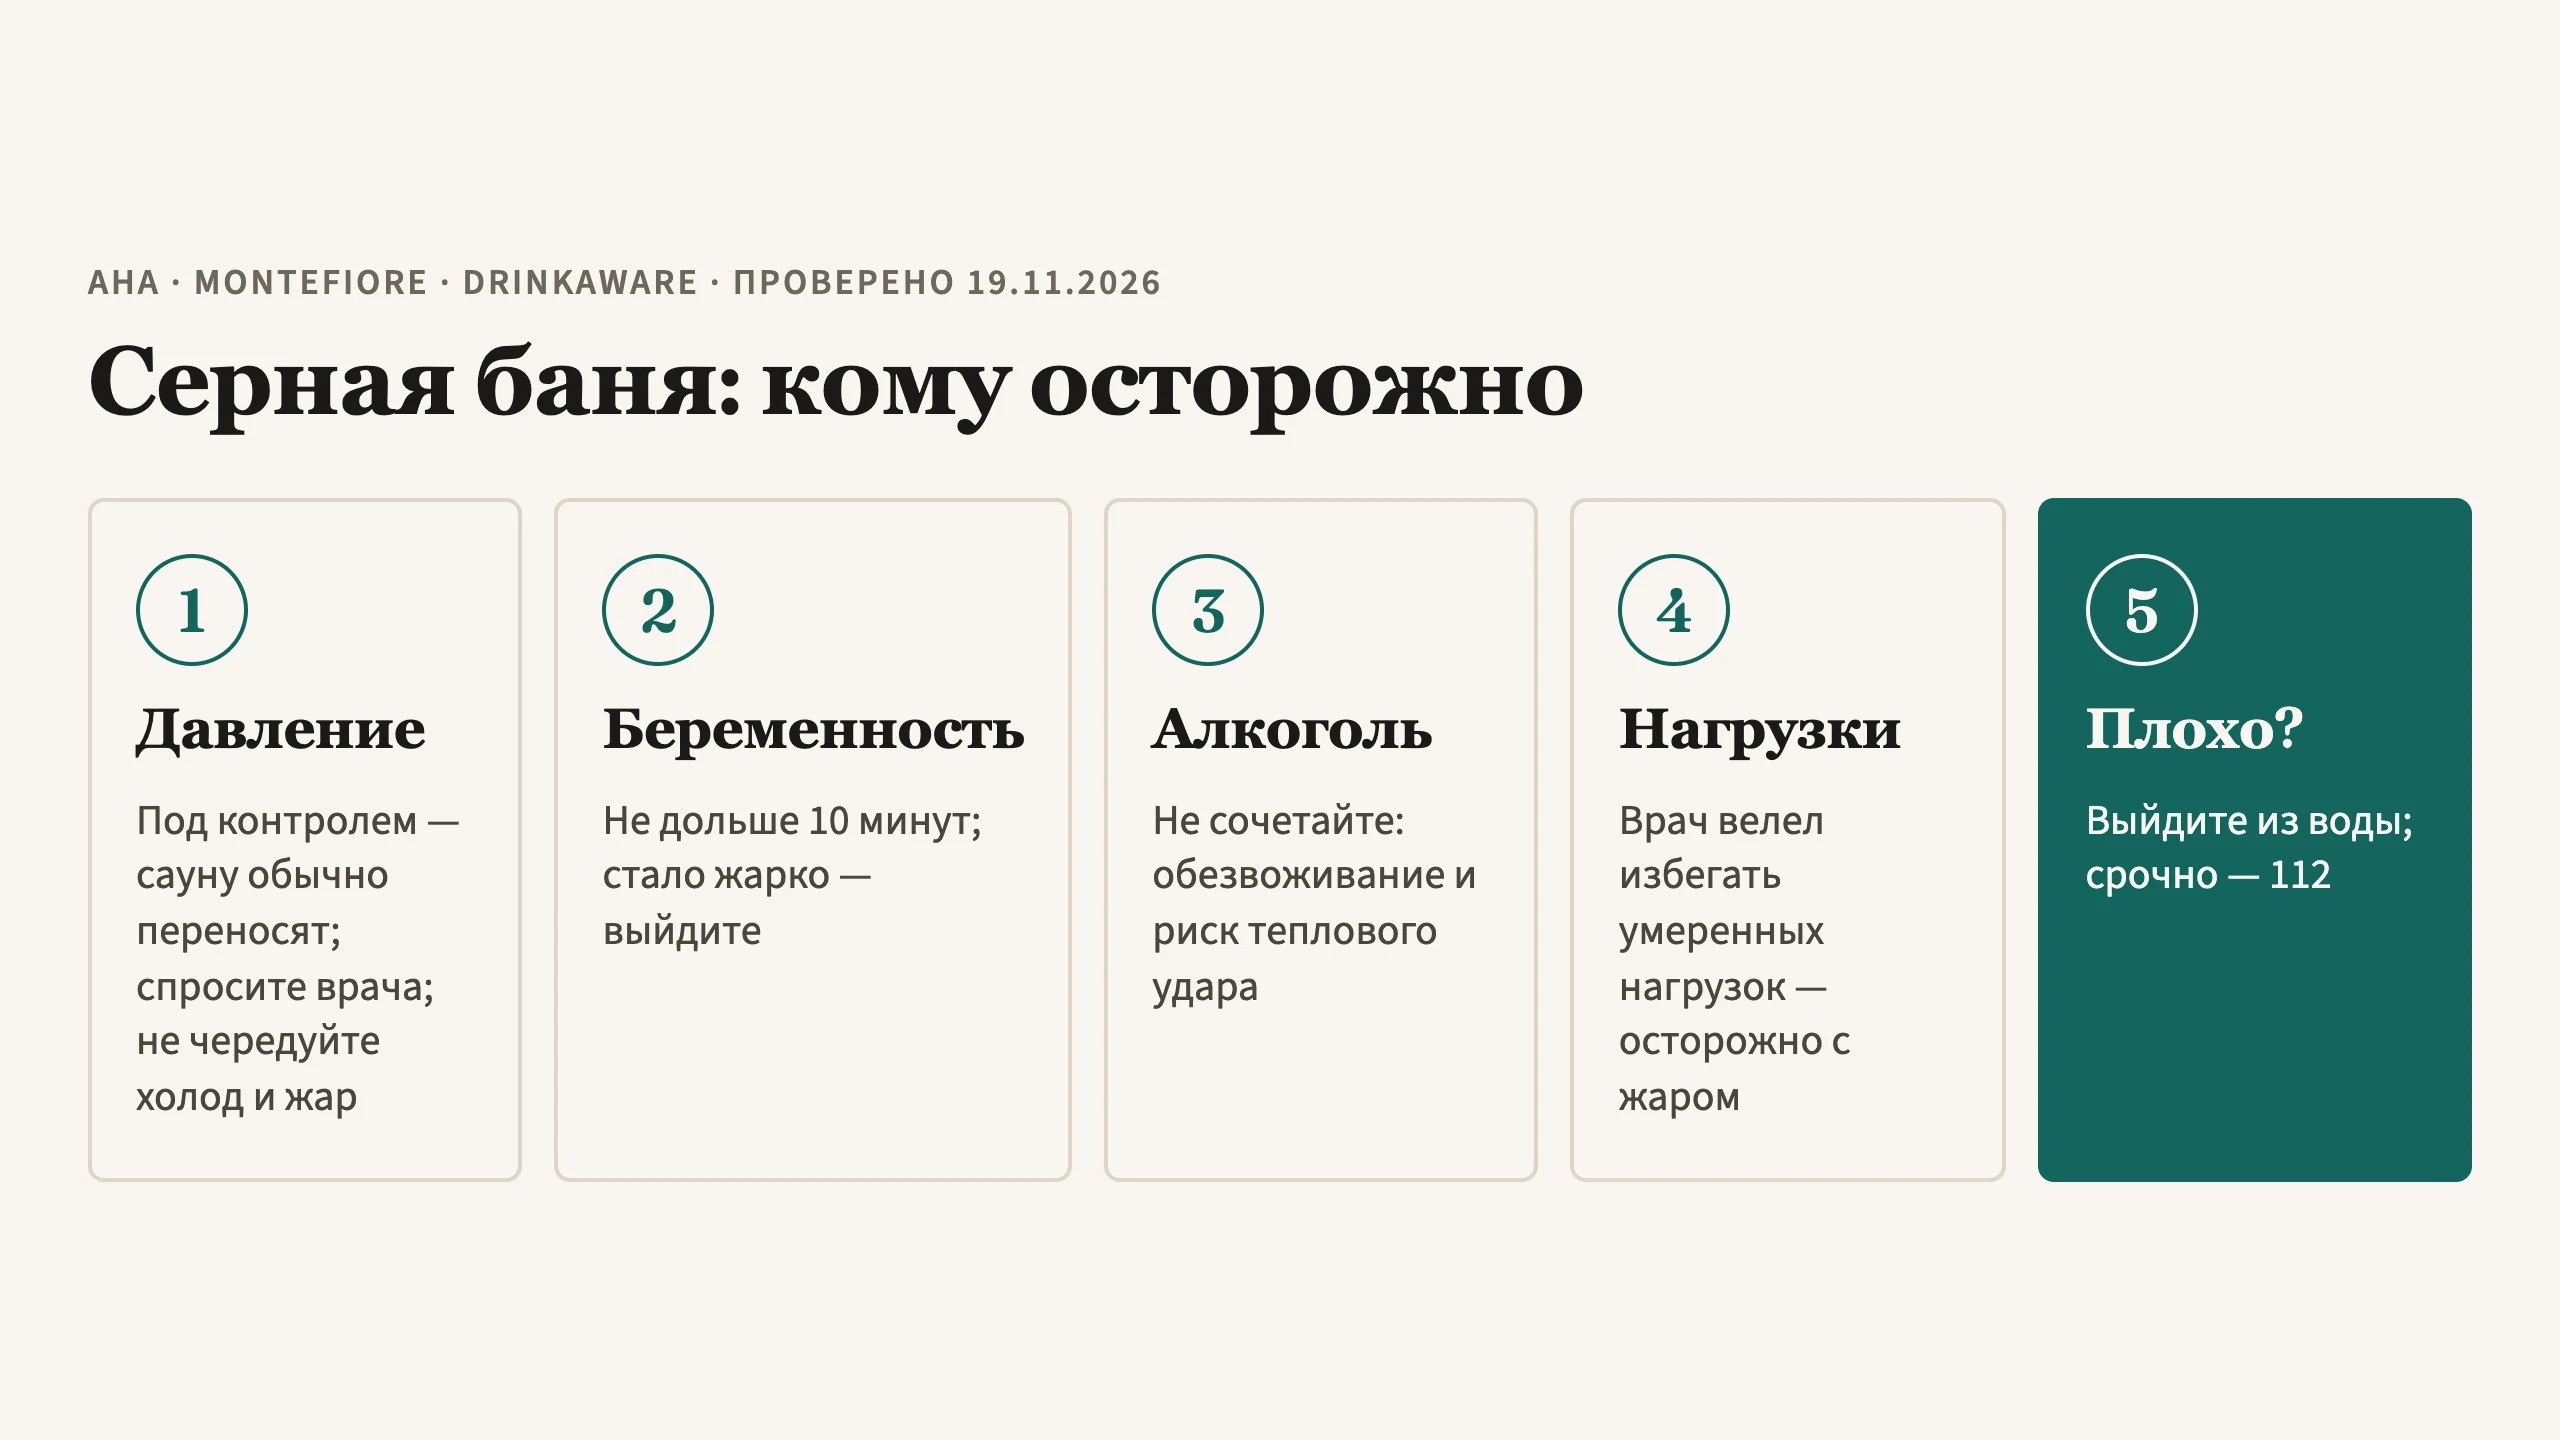 AHA · MONTEFIORE · DRINKAWARE · ПРОВЕРЕНО 19.11.2026
Серная баня: кому осторожно
1
Давление
Под контролем —
сауну обычно
переносят;
спросите врача;
не чередуйте
холод и жар
2
Беременность
Не дольше 10 минут;
стало жарко —
выйдите
3
Алкоголь
Не сочетайте:
обезвоживание и
риск теплового
удара
4
Нагрузки
Врач велел
избегать
умеренных
нагрузок —
осторожно с
жаром
5
Плохо?
Выйдите из воды;
срочно — 112